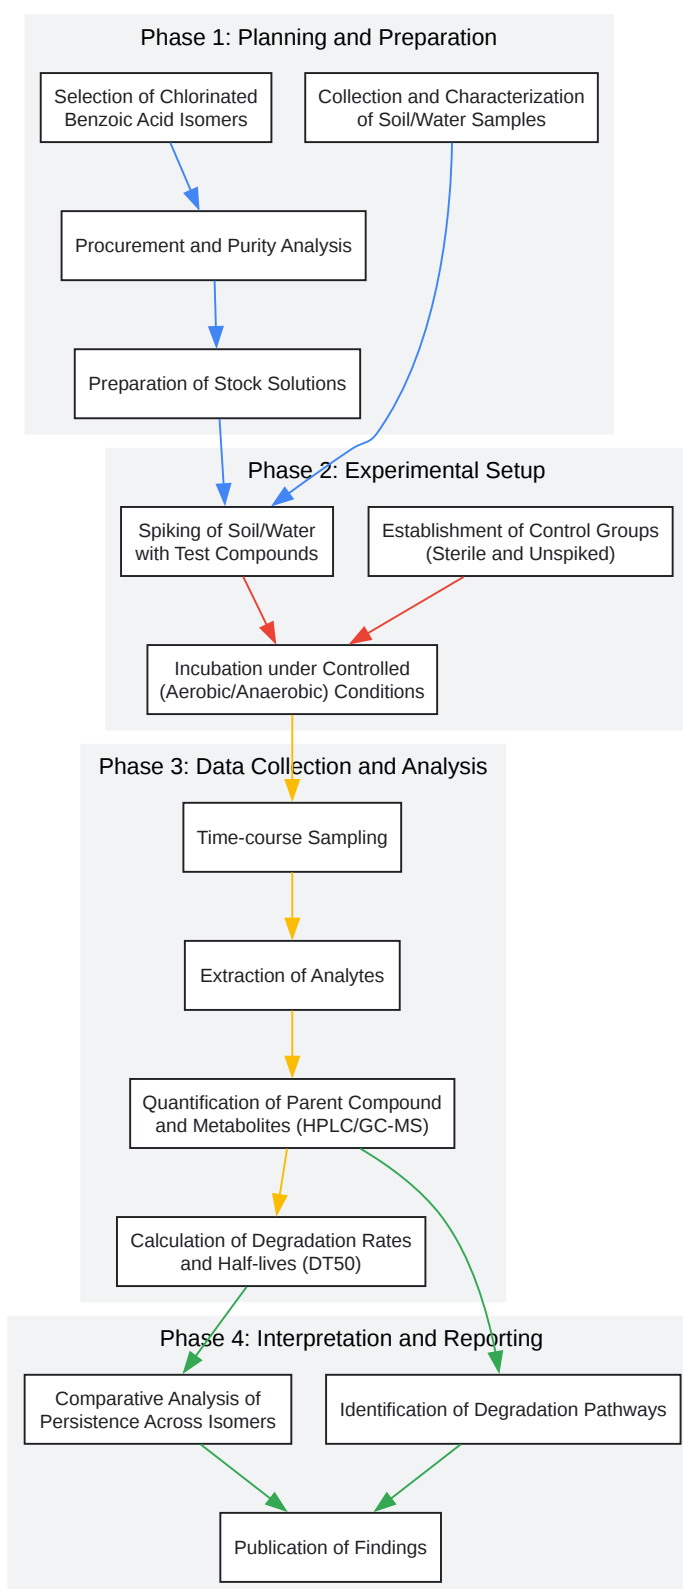 Phase 1: Planning and Preparation
Selection of Chlorinated
Benzoic Acid Isomers
Collection and Characterization
of Soil/Water Samples
Procurement and Purity Analysis
Preparation of Stock Solutions
Phase 2: Experimental Setup
Spiking of Soil/Water
with Test Compounds
Establishment of Control Groups
(Sterile and Unspiked)
Incubation under Controlled
(Aerobic/Anaerobic) Conditions
Phase 3: Data Collection and Analysis
Time-course Sampling
Extraction of Analytes
Quantification of Parent Compound
and Metabolites (HPLC/GC-MS)
Calculation of Degradation Rates
and Half-lives (DT50)
Phase 4: Interpretation and Reporting
Comparative Analysis of
Persistence Across Isomers
Identification of Degradation Pathways
Publication of Findings